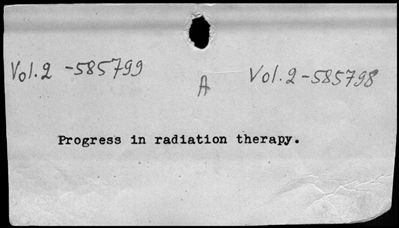 Vol.2 -585799
A
Vol.2-585798
Progress in radiation therapy.